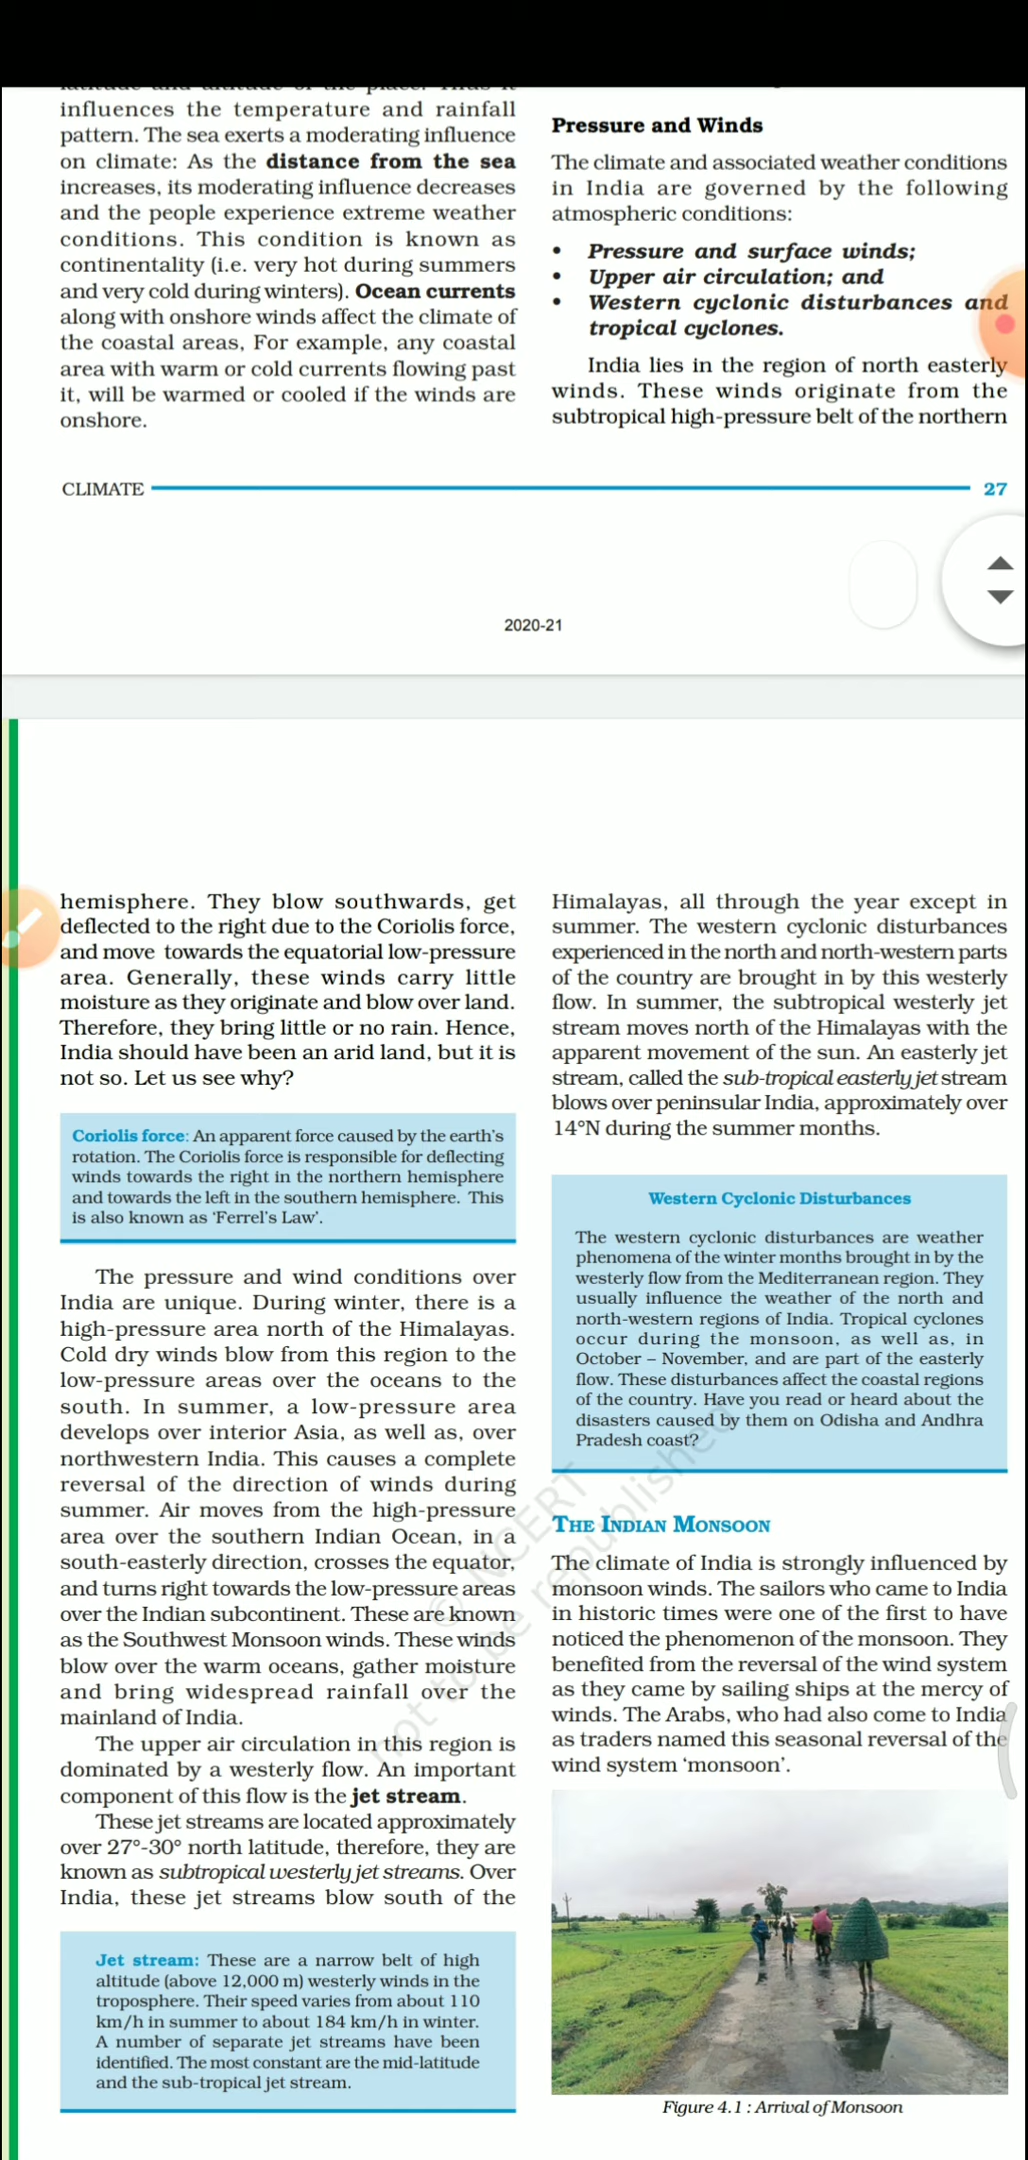 influences the temperature and rainfall
pattern. The sea exerts a moderating influence
on climate: As the distance from the sea
increases, its moderating influence decreases
and the people experience extreme weather
conditions. This condition is known as
continentality (i.e. very hot during summers
and very cold during winters). Ocean currents
along with onshore winds affect the climate of
the coastal areas, For example, any coastal
area with warm or cold currents flowing past
it, will be warmed or cooled if the winds are
onshore.
Pressure and Winds
The climate and associated weather conditions
in India are governed by the following
atmospheric conditions:
• Pressure and surface winds;
• Upper air circulation; and
• Western cyclonic disturbances and
tropical cyclones.
India lies in the region of north easterly
winds. These winds originate from the
subtropical high-pressure belt of the northern
CLIMATE 27
2020-21
hemisphere. They blow southwards, get
deflected to the right due to the Coriolis force,
and move towards the equatorial low-pressure
area. Generally, these winds carry little
moisture as they originate and blow over land.
Therefore, they bring little or no rain. Hence,
India should have been an arid land, but it is
not so. Let us see why?
Coriolis force: An apparent force caused by the earth's
rotation. The Coriolis force is responsible for deflecting
winds towards the right in the northern hemisphere
and towards the left in the southern hemisphere. This
is also known as 'Ferrel's Law'.
The pressure and wind conditions over
India are unique. During winter, there is a
high-pressure area north of the Himalayas.
Cold dry winds blow from this region to the
low-pressure areas over the oceans to the
south. In summer, a low-pressure area
develops over interior Asia, as well as, over
northwestern India. This causes a complete
reversal of the direction of winds during
summer. Air moves from the high-pressure
area over the southern Indian Ocean, in a
south-easterly direction, crosses the equator,
and turns right towards the low-pressure areas
over the Indian subcontinent. These are known
as the Southwest Monsoon winds. These winds
blow over the warm oceans, gather moisture
and bring widespread rainfall over the
mainland of India.
The upper air circulation in this region is
dominated by a westerly flow. An important
component of this flow is the jet stream.
These jet streams are located approximately
over 27°-30° north latitude, therefore, they are
known as subtropical westerly jet streams. Over
India, these jet streams blow south of the
Jet stream: These are a narrow belt of high
altitude (above 12,000 m) westerly winds in the
troposphere. Their speed varies from about 110
km/h in summer to about 184 km/h in winter.
A number of separate jet streams have been
identified. The most constant are the mid-latitude
and the sub-tropical jet stream.
Himalayas, all through the year except in
summer. The western cyclonic disturbances
experienced in the north and north-western parts
of the country are brought in by this westerly
flow. In summer, the subtropical westerly jet
stream moves north of the Himalayas with the
apparent movement of the sun. An easterly jet
stream, called the sub-tropical easterly jet stream
blows over peninsular India, approximately over
14°N during the summer months.
Western Cyclonic Disturbances
The western cyclonic disturbances are weather
phenomena of the winter months brought in by the
westerly flow from the Mediterranean region. They
usually influence the weather of the north and
north-western regions of India. Tropical cyclones
occur during the monsoon, as well as, in
October – November, and are part of the easterly
flow. These disturbances affect the coastal regions
of the country. Have you read or heard about the
disasters caused by them on Odisha and Andhra
Pradesh coast?
THE INDIAN MONSOON
The climate of India is strongly influenced by
monsoon winds. The sailors who came to India
in historic times were one of the first to have
noticed the phenomenon of the monsoon. They
benefited from the reversal of the wind system
as they came by sailing ships at the mercy of
winds. The Arabs, who had also come to India
as traders named this seasonal reversal of the
wind system 'monsoon'.
Figure 4.1 : Arrival of Monsoon
© NCERT
not to be republished